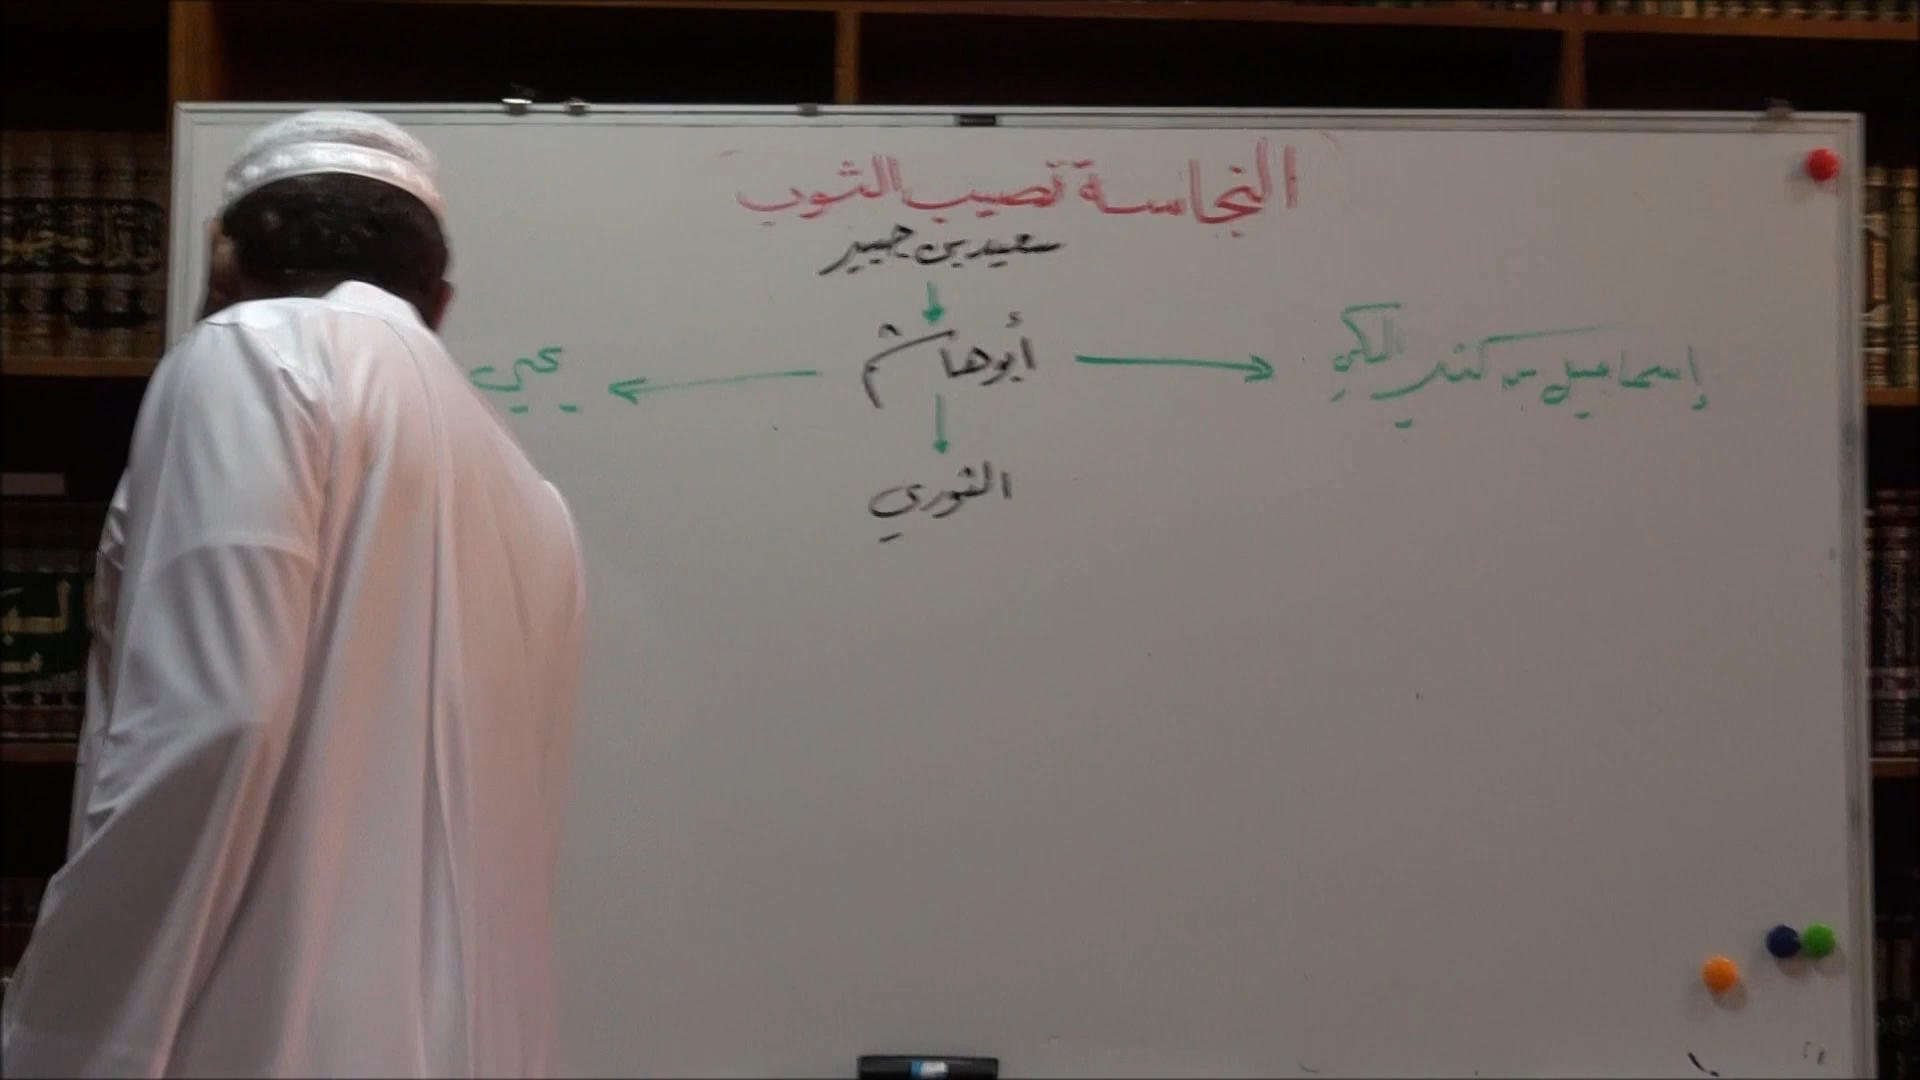 النجاسة تصيب الثوب
سعيد بن جبير
إسماعيل بن كثير المكي
أبو هاشم
يحيى
الثوري